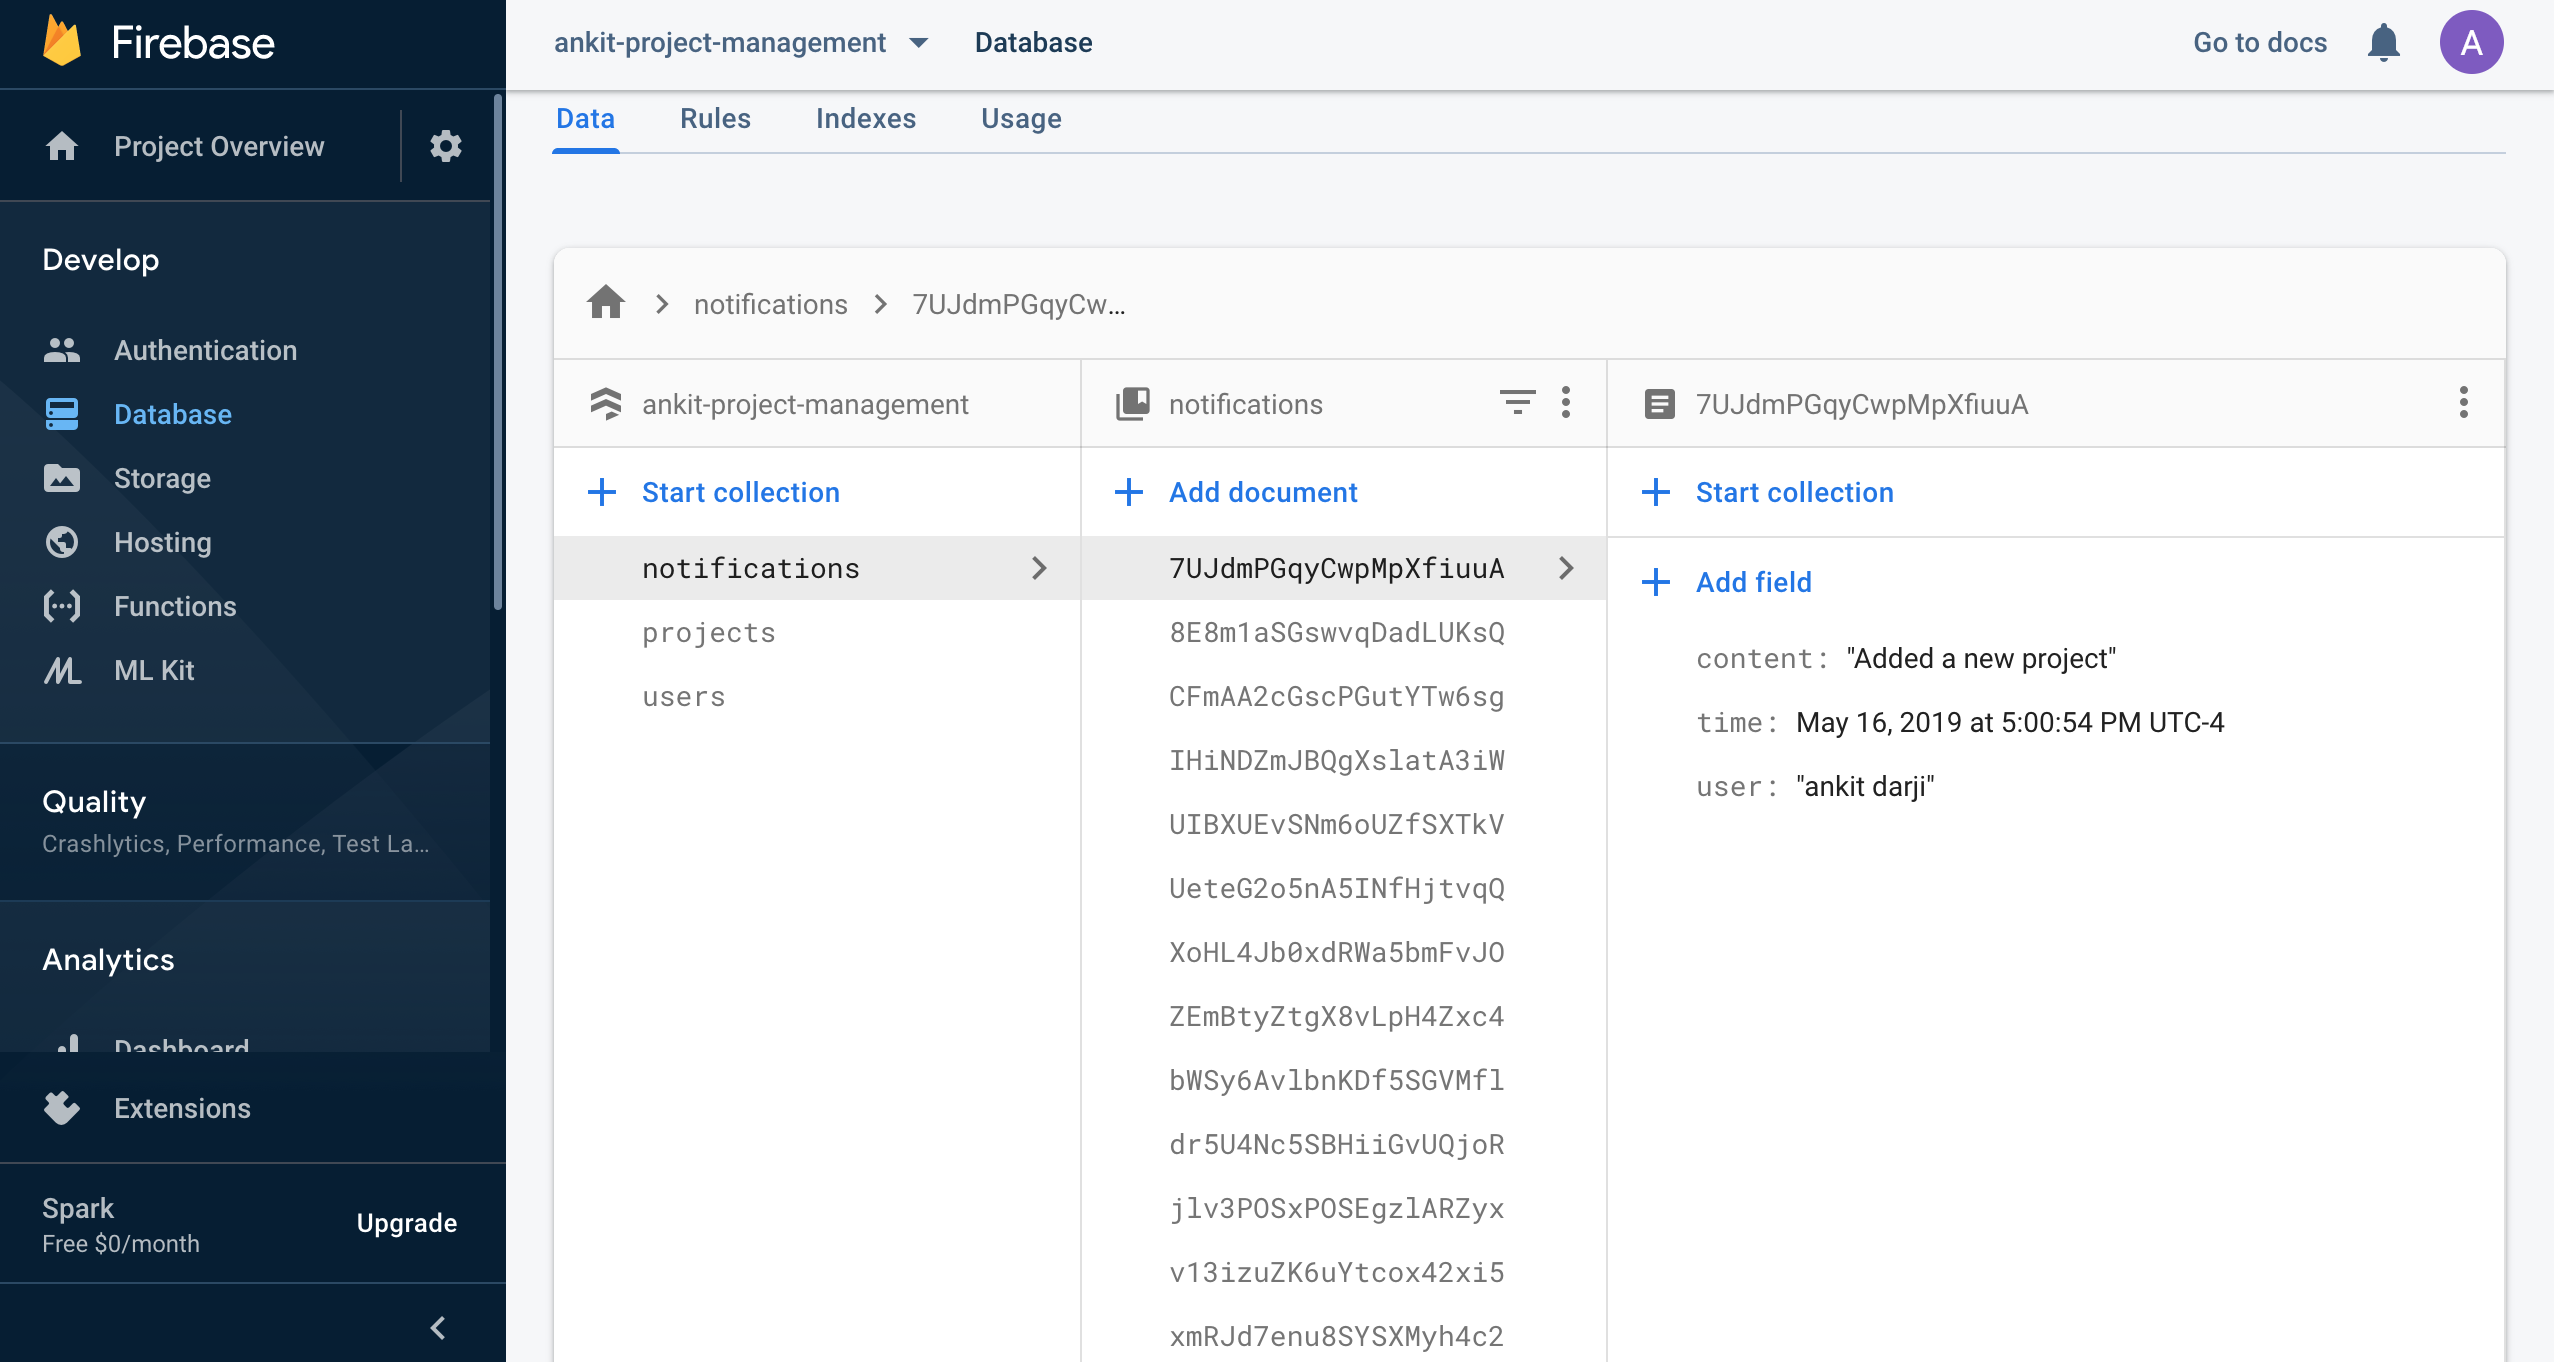 Firebase
Project Overview
Develop
Authentication
Database
Storage
Hosting
Functions
ML Kit
Quality
Crashlytics, Performance, Test La...
Analytics
Dashboard
Extensions
Spark
Free $0/month
Upgrade
ankit-project-management
Database
Go to docs
A
Data
Rules
Indexes
Usage
notifications
7UJdmPGqyCw...
ankit-project-management
Start collection
notifications
projects
users
notifications
Add document
7UJdmPGqyCwpMpXfiuuA
8E8m1aSGswvqDadLUKsQ
CFmAA2cGscPGutYTw6sg
IHiNDZmJBQgXslatA3iW
UIBXUEvSNm6oUZfSXTkV
UeteG2o5nA5INfHjtvqQ
XoHL4Jb0xdRWa5bmFvJO
ZEmBtyZtgX8vLpH4Zxc4
bWSy6AvlbnKDf5SGVMfl
dr5U4Nc5SBHiiGvUQjoR
jlv3POSxPOSEgzlARZyx
v13izuZK6uYtcox42xi5
xmRJd7enu8SYSXMyh4c2
7UJdmPGqyCwpMpXfiuuA
Start collection
Add field
content: "Added a new project"
time: May 16, 2019 at 5:00:54 PM UTC-4
user: "ankit darji"